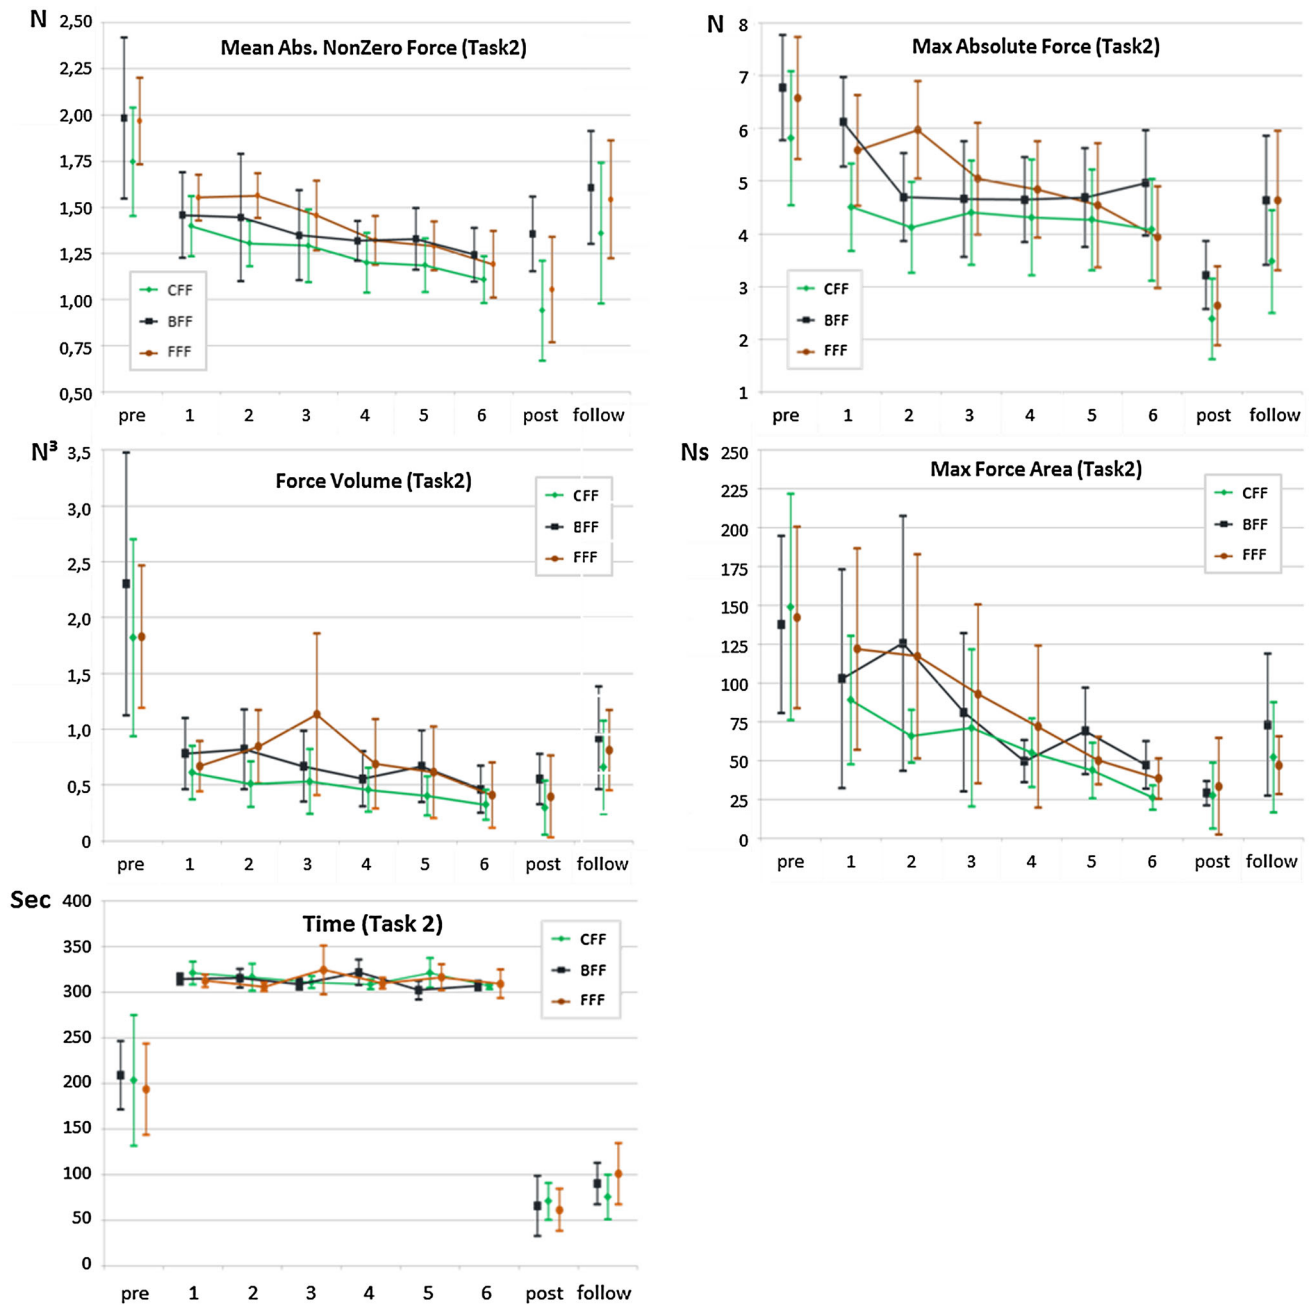 N
Mean Abs. NonZero Force (Task2)
2,50
2,25
2,00
1,75
1,50
1,25
1,00
0,75
0,50
CFF
BFF
FFF
pre 1 2 3 4 5 6 post follow
N
Max Absolute Force (Task2)
8
7
6
5
4
3
2
1
CFF
BFF
FFF
pre 1 2 3 4 5 6 post follow
N³
Force Volume (Task2)
3,5
3,0
2,5
2,0
1,5
1,0
0,5
0
CFF
BFF
FFF
pre 1 2 3 4 5 6 post follow
Ns
Max Force Area (Task2)
250
225
200
175
150
125
100
75
50
25
0
CFF
BFF
FFF
pre 1 2 3 4 5 6 post follow
Sec
Time (Task 2)
400
350
300
250
200
150
100
50
0
CFF
BFF
FFF
pre 1 2 3 4 5 6 post follow